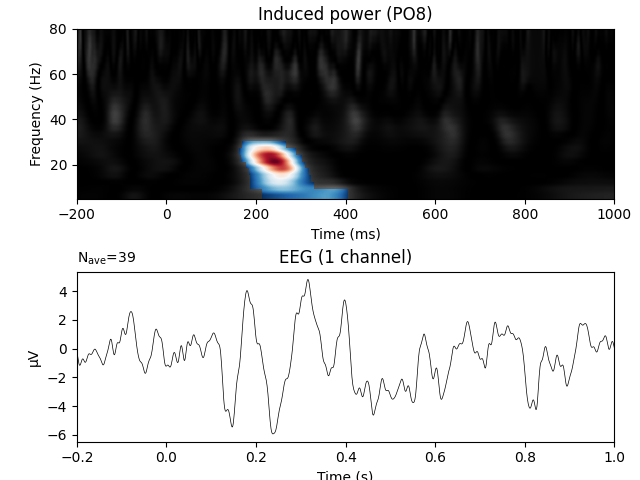 Induced power (PO8)
80
60
40
20
Frequency (Hz)
−200 0 200 400 600 800 1000
Time (ms)
Nave=39
EEG (1 channel)
4
2
0
−2
−4
−6
µV
−0.2 0.0 0.2 0.4 0.6 0.8 1.0
Time (s)